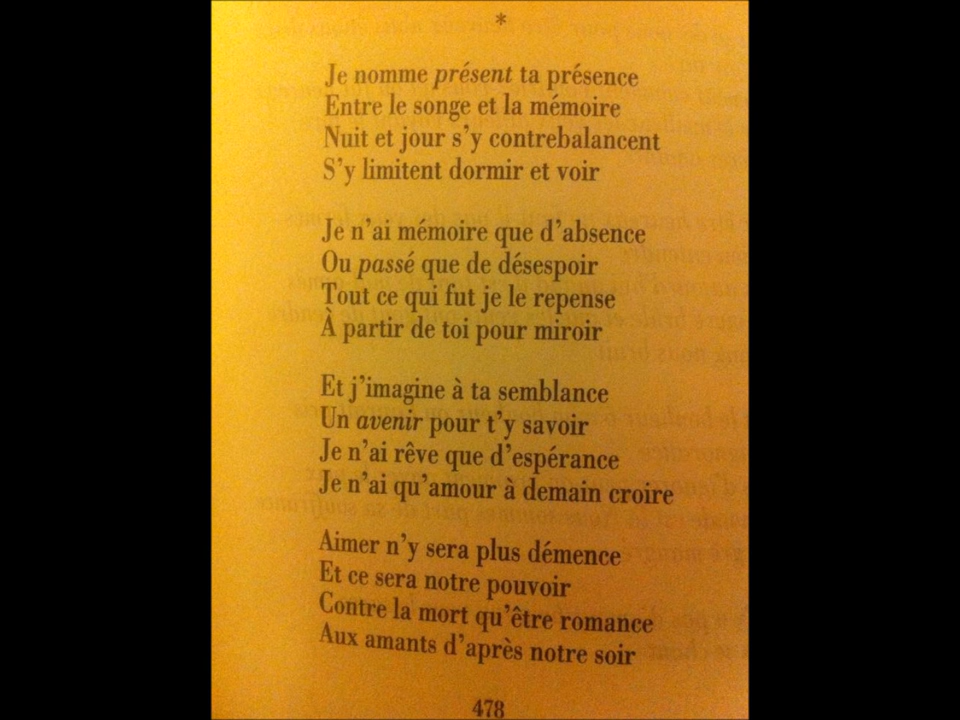 *
Je nomme présent ta présence
Entre le songe et la mémoire
Nuit et jour s'y contrebalancent
S'y limitent dormir et voir

Je n'ai mémoire que d'absence
Ou passé que de désespoir
Tout ce qui fut je le repense
À partir de toi pour miroir

Et j'imagine à ta semblance
Un avenir pour t'y savoir
Je n'ai rêve que d'espérance
Je n'ai qu'amour à demain croire

Aimer n'y sera plus démence
Et ce sera notre pouvoir
Contre la mort qu'être romance
Aux amants d'après notre soir

478